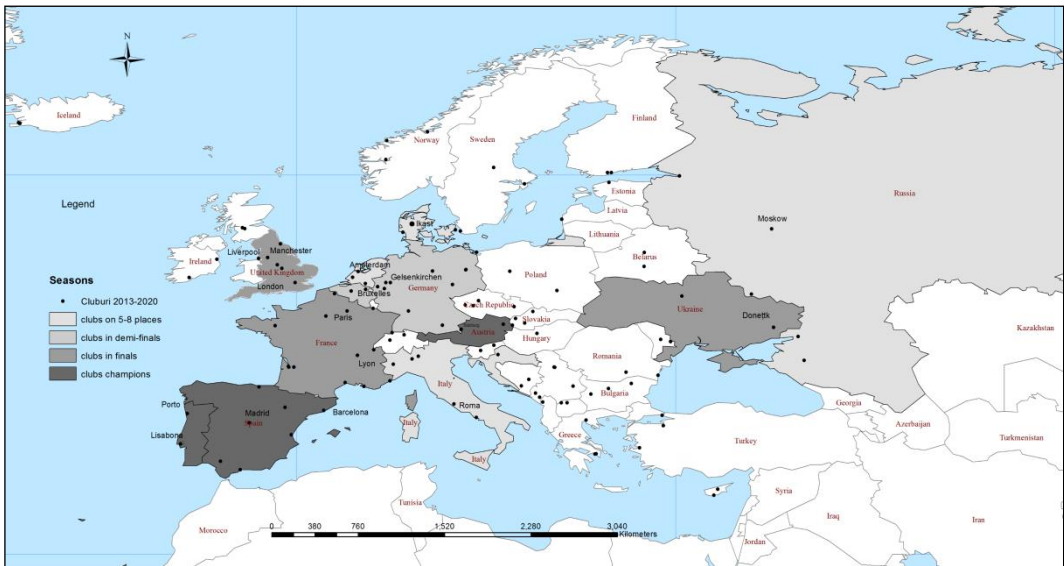 N
Iceland
Finland
Norway
Sweden
Russia
Estonia
Latvia
Lithuania
Moskow
Ikast
Belarus
Legend
Manchester
Liverpool
Ireland
United Kingdom
London
Amsterdam
Gelsenkirchen
Bruxelles
Germany
Poland
Seasons
Cluburi 2013-2020
clubs on 5-8 places
clubs in demi-finals
clubs in finals
clubs champions
Paris
France
Czech Republic
Slovakia
Austria
Hungary
Ukraine
Donetk
Kazakhstan
Lyon
Romania
Italy
Bulgaria
Georgia
Azerbaijan
Turkmenistan
Porto
Madrid
Spain
Barcelona
Lisabona
Roma
Italy
Italy
Greece
Turkey
Syria
Iraq
Iran
Jordan
Tunisia
Morocco
0 380 760 1,520 2,280 3,040
Kilometers